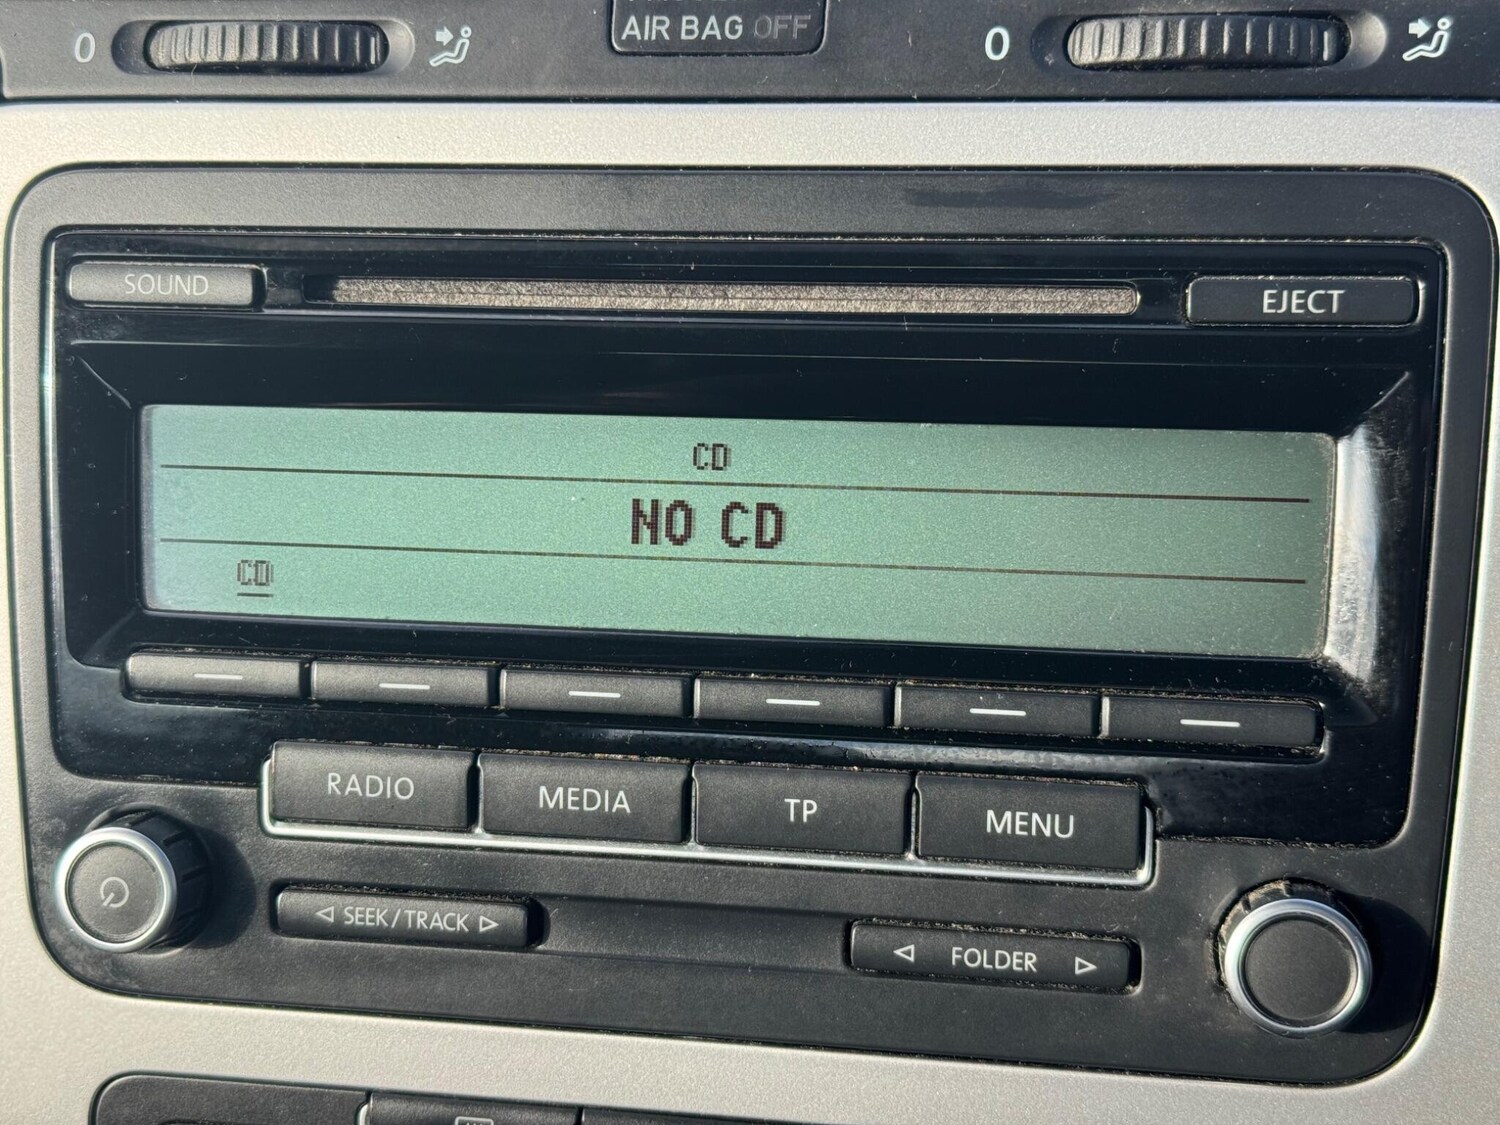 0
AIR BAG OFF
0
SOUND
EJECT
CD
NO CD
CD
RADIO
MEDIA
TP
MENU
SEEK/TRACK
FOLDER